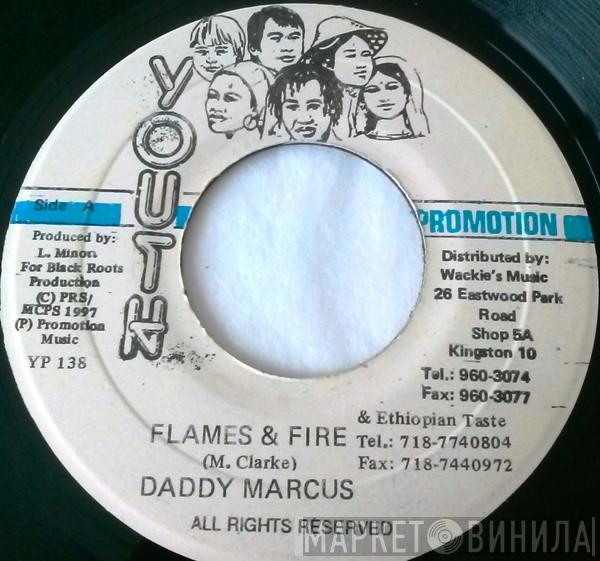 YOUTH
PROMOTION
Side A
Produced by:
L. Minott
For Black Roots
Production
(C) PRS/
MCPS 1997
(P) Promotion
Music
YP 138
Distributed by:
Wackie's Music
26 Eastwood Park
Road
Shop 5A
Kingston 10
Tel.: 960-3074
Fax: 960-3077
& Ethiopian Taste
Tel.: 718-7740804
Fax: 718-7440972
FLAMES & FIRE
(M. Clarke)
DADDY MARCUS
ALL RIGHTS RESERVED
МАРКЕТ ВИНИЛА